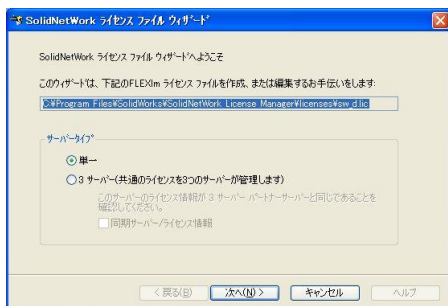 SolidNetWork ライセンス ファイル ウィザード
SolidNetWork ライセンス ファイル ウィザードへようこそ
このウィザードは、下記のFLEXlm ライセンス ファイルを作成、または編集するお手伝いをします:
C:¥Program Files¥SolidWorks¥SolidNetWork License Manager¥licenses¥sw_d.lic
サーバータイプ
単一
3 サーバー(共通のライセンスを3つのサーバーが管理します)
このサーバーのライセンス情報が 3 サーバー パートナーサーバーと同じであることを
確認してください。
同期サーバー/ライセンス情報
< 戻る(B)
次へ(N) >
キャンセル
ヘルプ